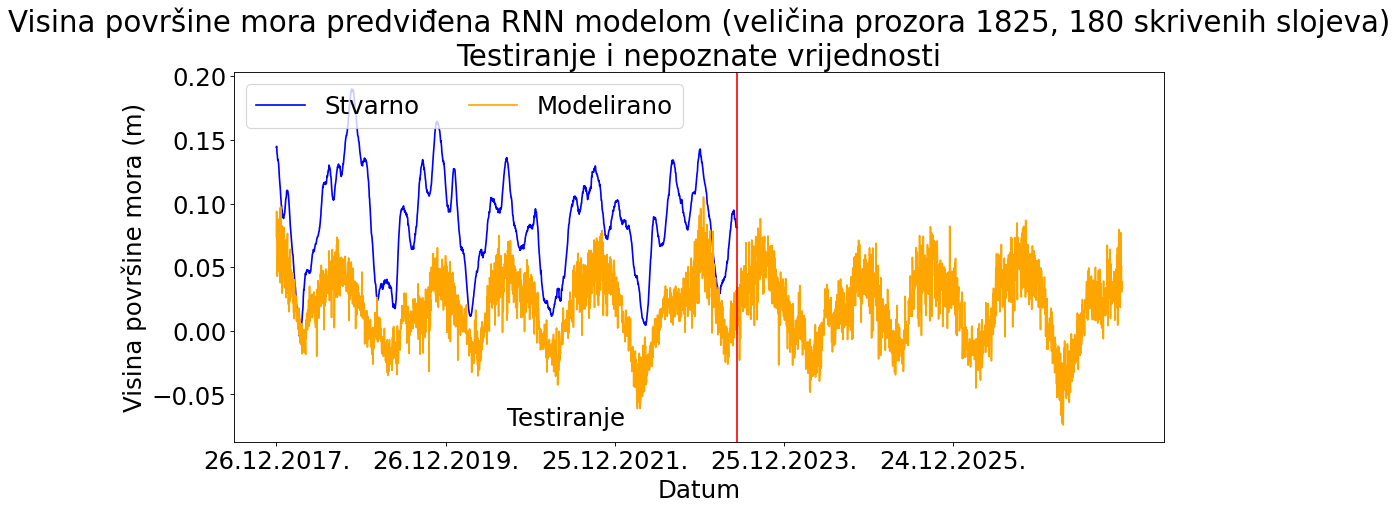 Visina površine mora predviđena RNN modelom (veličina prozora 1825, 180 skrivenih slojeva)
Testiranje i nepoznate vrijednosti
Stvarno
Modelirano
Visina površine mora (m)
0.20
0.15
0.10
0.05
0.00
−0.05
Testiranje
26.12.2017.
26.12.2019.
25.12.2021.
25.12.2023.
24.12.2025.
Datum